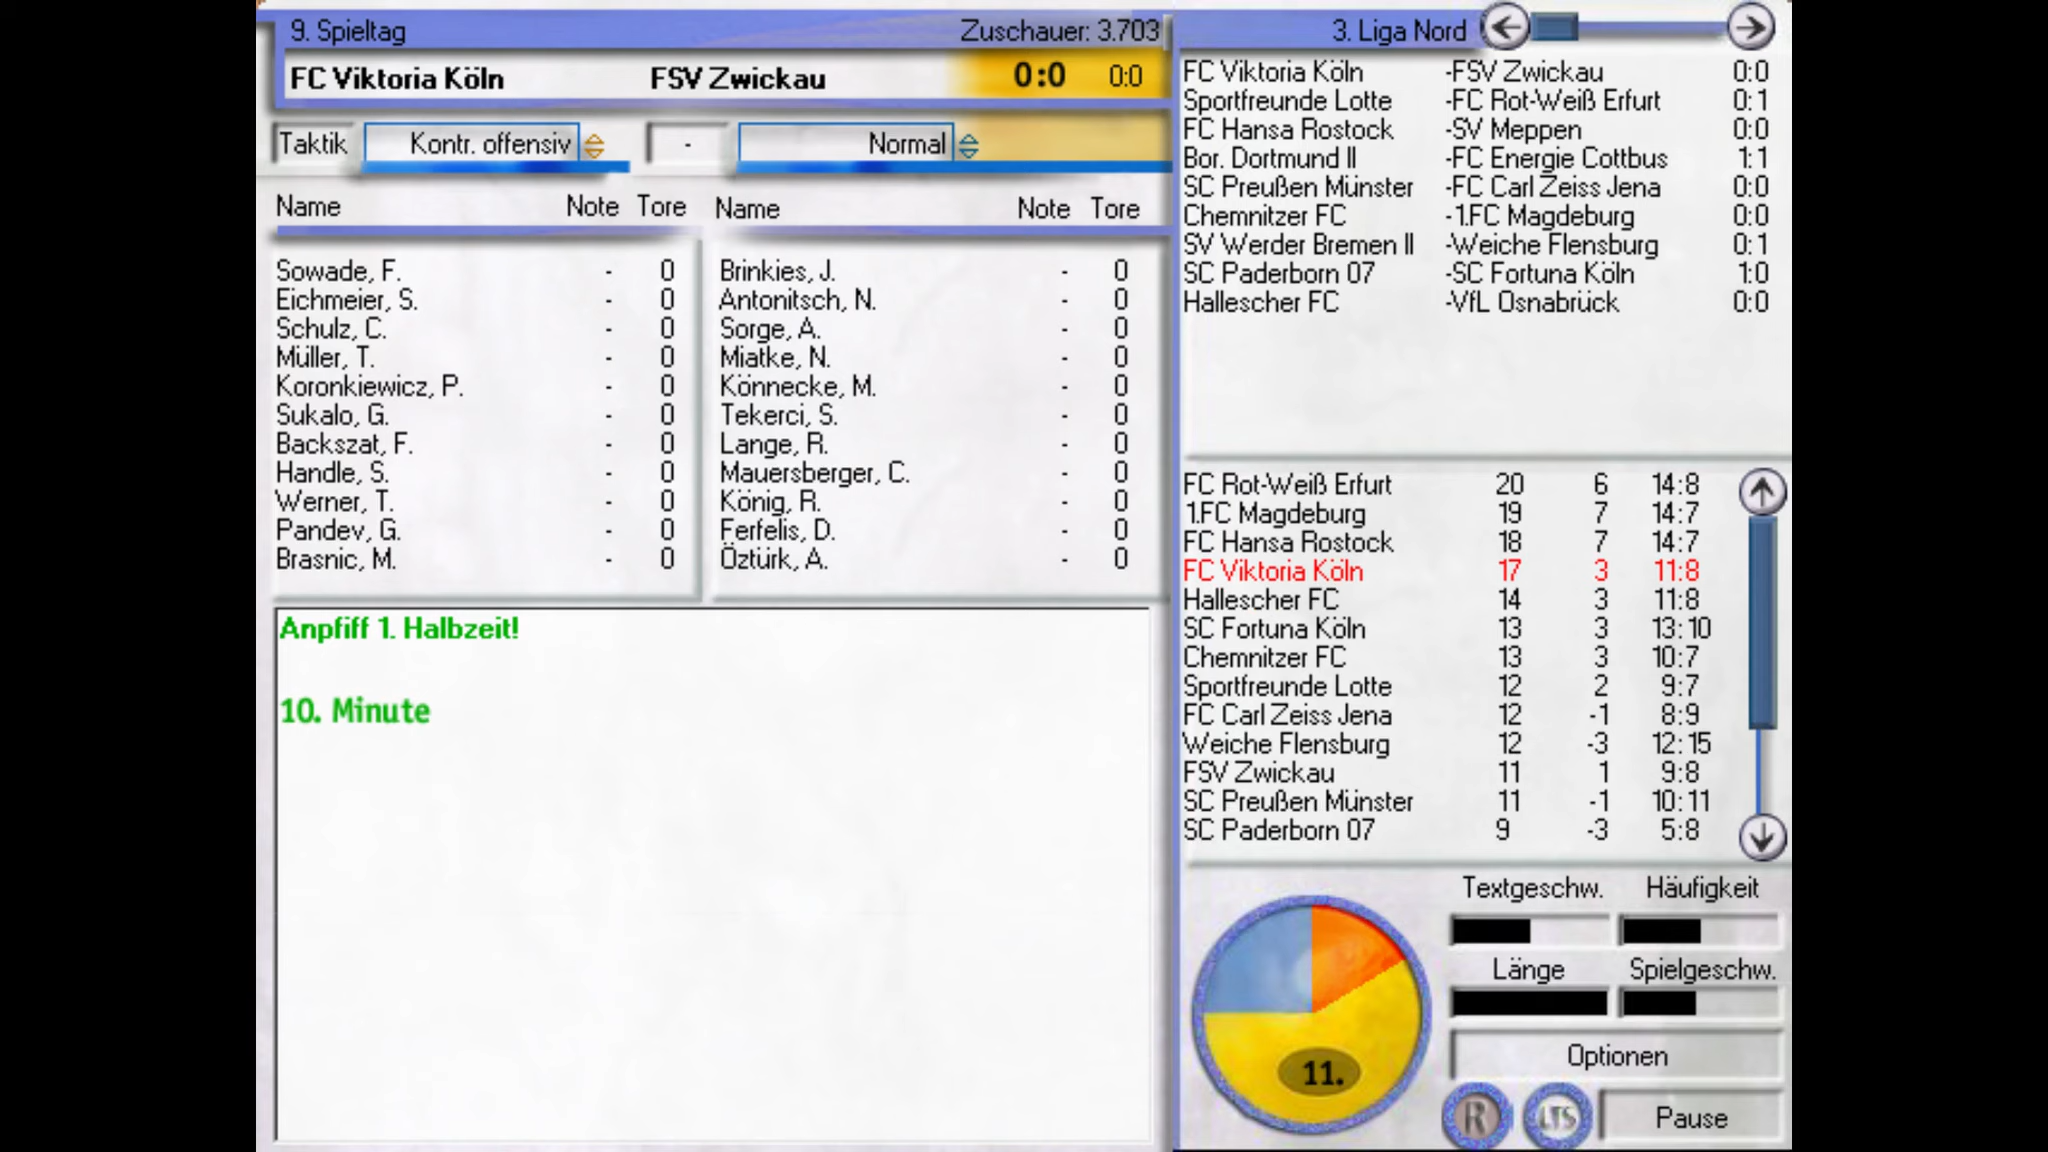 9. Spieltag Zuschauer: 3.703
FC Viktoria Köln FSV Zwickau 0:0 0:0
Taktik Kontr. offensiv - Normal
Name Note Tore Name Note Tore
Sowade, F. - 0 Brinkies, J. - 0
Eichmeier, S. - 0 Antonitsch, N. - 0
Schulz, C. - 0 Sorge, A. - 0
Müller, T. - 0 Miatke, N. - 0
Koronkiewicz, P. - 0 Könnecke, M. - 0
Sukalo, G. - 0 Tekerci, S. - 0
Backszat, F. - 0 Lange, R. - 0
Handle, S. - 0 Mauersberger, C. - 0
Werner, T. - 0 König, R. - 0
Pandev, G. - 0 Ferfelis, D. - 0
Brasnic, M. - 0 Öztürk, A. - 0
Anpfiff 1. Halbzeit!
10. Minute
3. Liga Nord
FC Viktoria Köln -FSV Zwickau 0:0
Sportfreunde Lotte -FC Rot-Weiß Erfurt 0:1
FC Hansa Rostock -SV Meppen 0:0
Bor. Dortmund II -FC Energie Cottbus 1:1
SC Preußen Münster -FC Carl Zeiss Jena 0:0
Chemnitzer FC -1.FC Magdeburg 0:0
SV Werder Bremen II -Weiche Flensburg 0:1
SC Paderborn 07 -SC Fortuna Köln 1:0
Hallescher FC -VfL Osnabrück 0:0
FC Rot-Weiß Erfurt 20 6 14:8
1.FC Magdeburg 19 7 14:7
FC Hansa Rostock 18 7 14:7
FC Viktoria Köln 17 3 11:8
Hallescher FC 14 3 11:8
SC Fortuna Köln 13 3 13:10
Chemnitzer FC 13 3 10:7
Sportfreunde Lotte 12 2 9:7
FC Carl Zeiss Jena 12 -1 8:9
Weiche Flensburg 12 -3 12:15
FSV Zwickau 11 1 9:8
SC Preußen Münster 11 -1 10:11
SC Paderborn 07 9 -3 5:8
Textgeschw. Häufigkeit
Länge Spielgeschw.
11.
Optionen
R LTS Pause